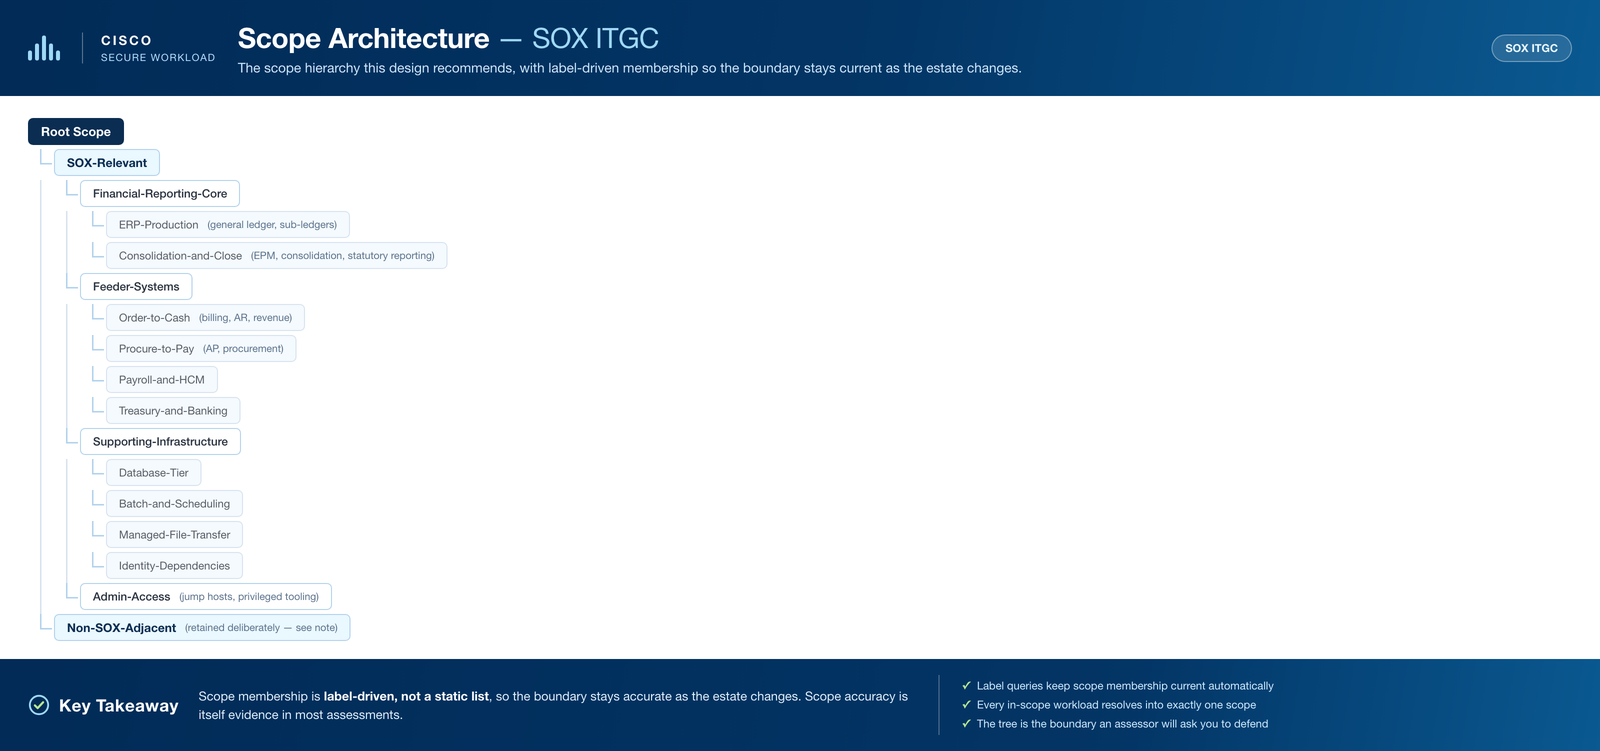 CISCO
SECURE WORKLOAD
Scope Architecture — SOX ITGC
The scope hierarchy this design recommends, with label-driven membership so the boundary stays current as the estate changes.
SOX ITGC
Root Scope
SOX-Relevant
Financial-Reporting-Core
ERP-Production (general ledger, sub-ledgers)
Consolidation-and-Close (EPM, consolidation, statutory reporting)
Feeder-Systems
Order-to-Cash (billing, AR, revenue)
Procure-to-Pay (AP, procurement)
Payroll-and-HCM
Treasury-and-Banking
Supporting-Infrastructure
Database-Tier
Batch-and-Scheduling
Managed-File-Transfer
Identity-Dependencies
Admin-Access (jump hosts, privileged tooling)
Non-SOX-Adjacent (retained deliberately — see note)
Key Takeaway
Scope membership is label-driven, not a static list, so the boundary stays accurate as the estate changes. Scope accuracy is
itself evidence in most assessments.
✓ Label queries keep scope membership current automatically
✓ Every in-scope workload resolves into exactly one scope
✓ The tree is the boundary an assessor will ask you to defend